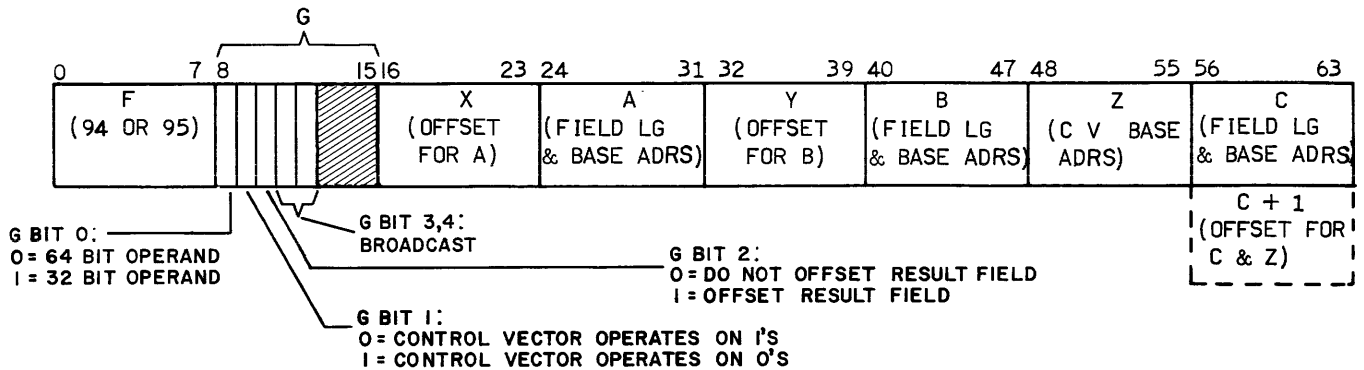 G
0 7 8 15 16 23 24 31 32 39 40 47 48 55 56 63
F
(94 OR 95)
X
(OFFSET
FOR A)
A
(FIELD LG
& BASE ADRS)
Y
(OFFSET
FOR B)
B
(FIELD LG
& BASE ADRS)
Z
(C V BASE
ADRS)
C
(FIELD LG
& BASE ADRS)
C + 1
(OFFSET FOR
C & Z)
G BIT 0:
0 = 64 BIT OPERAND
1 = 32 BIT OPERAND
G BIT 3,4:
BROADCAST
G BIT 2:
0 = DO NOT OFFSET RESULT FIELD
1 = OFFSET RESULT FIELD
G BIT 1:
0 = CONTROL VECTOR OPERATES ON 1'S
1 = CONTROL VECTOR OPERATES ON 0'S